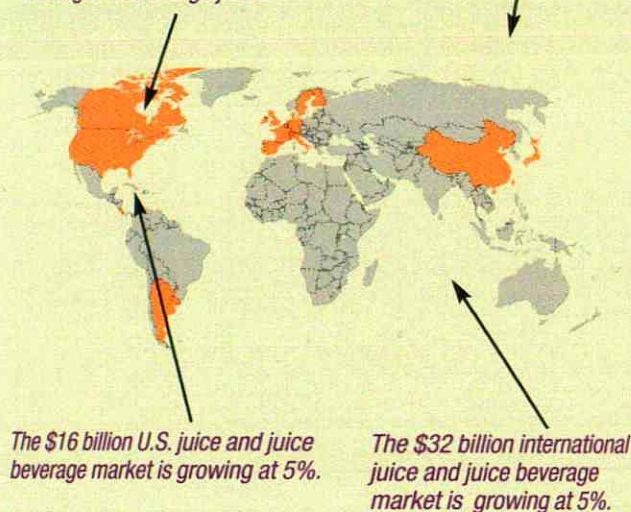 The $16 billion U.S. juice and juice
beverage market is growing at 5%.
The $32 billion international
juice and juice beverage
market is growing at 5%.